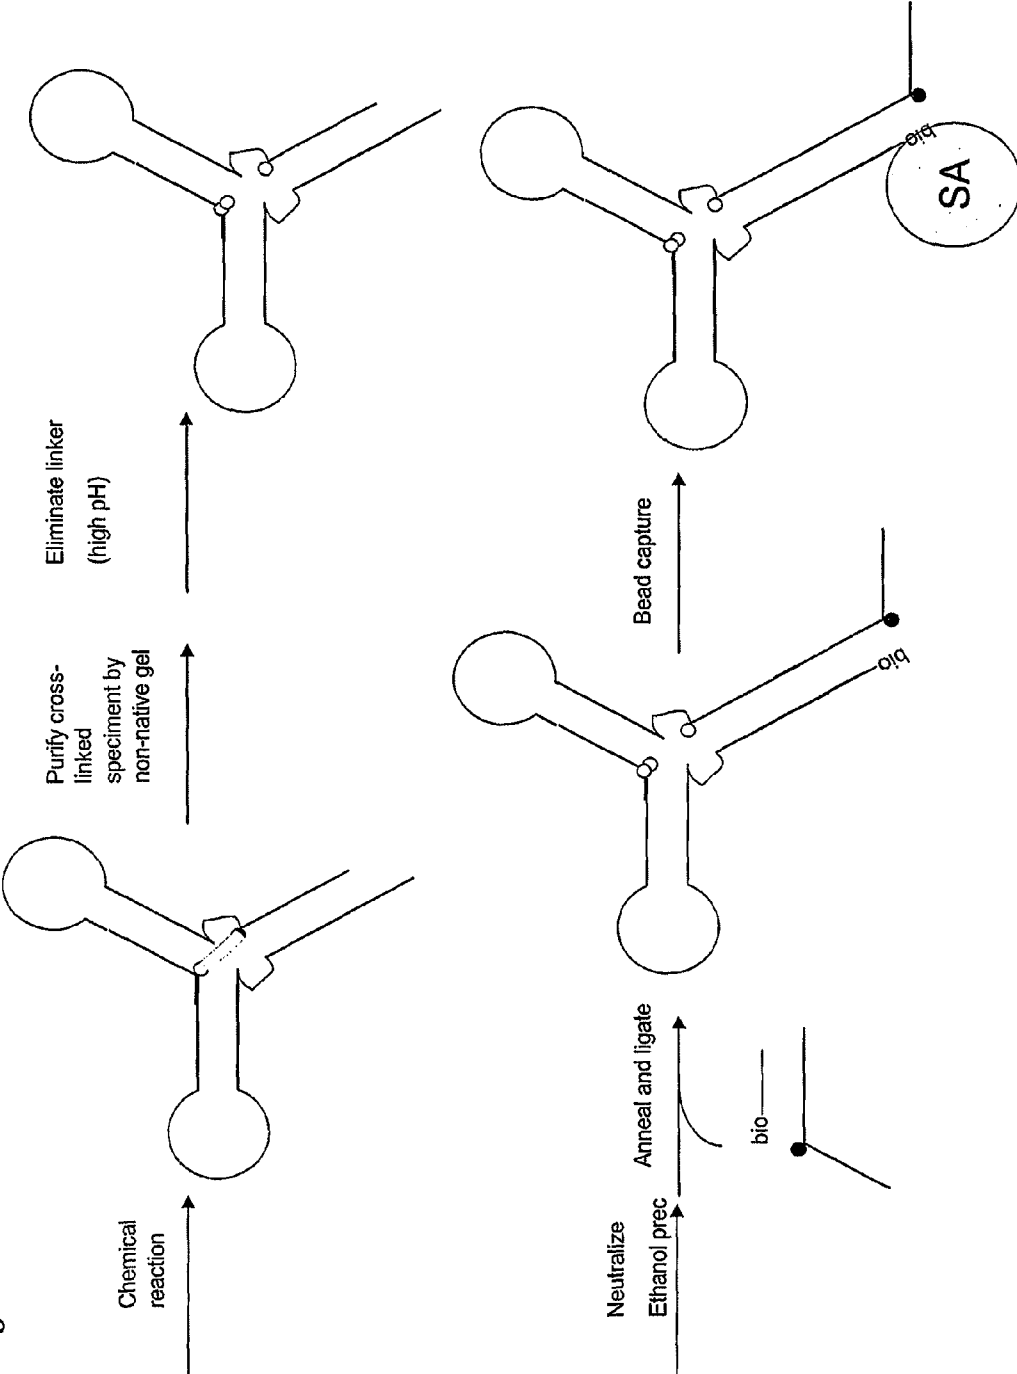 Chemical
reaction
Purify cross-
linked
speciment by
non-native gel
Eliminate linker
(high pH)
Neutralize
Ethanol prec
Anneal and ligate
bio
bio
Bead capture
bio
SA